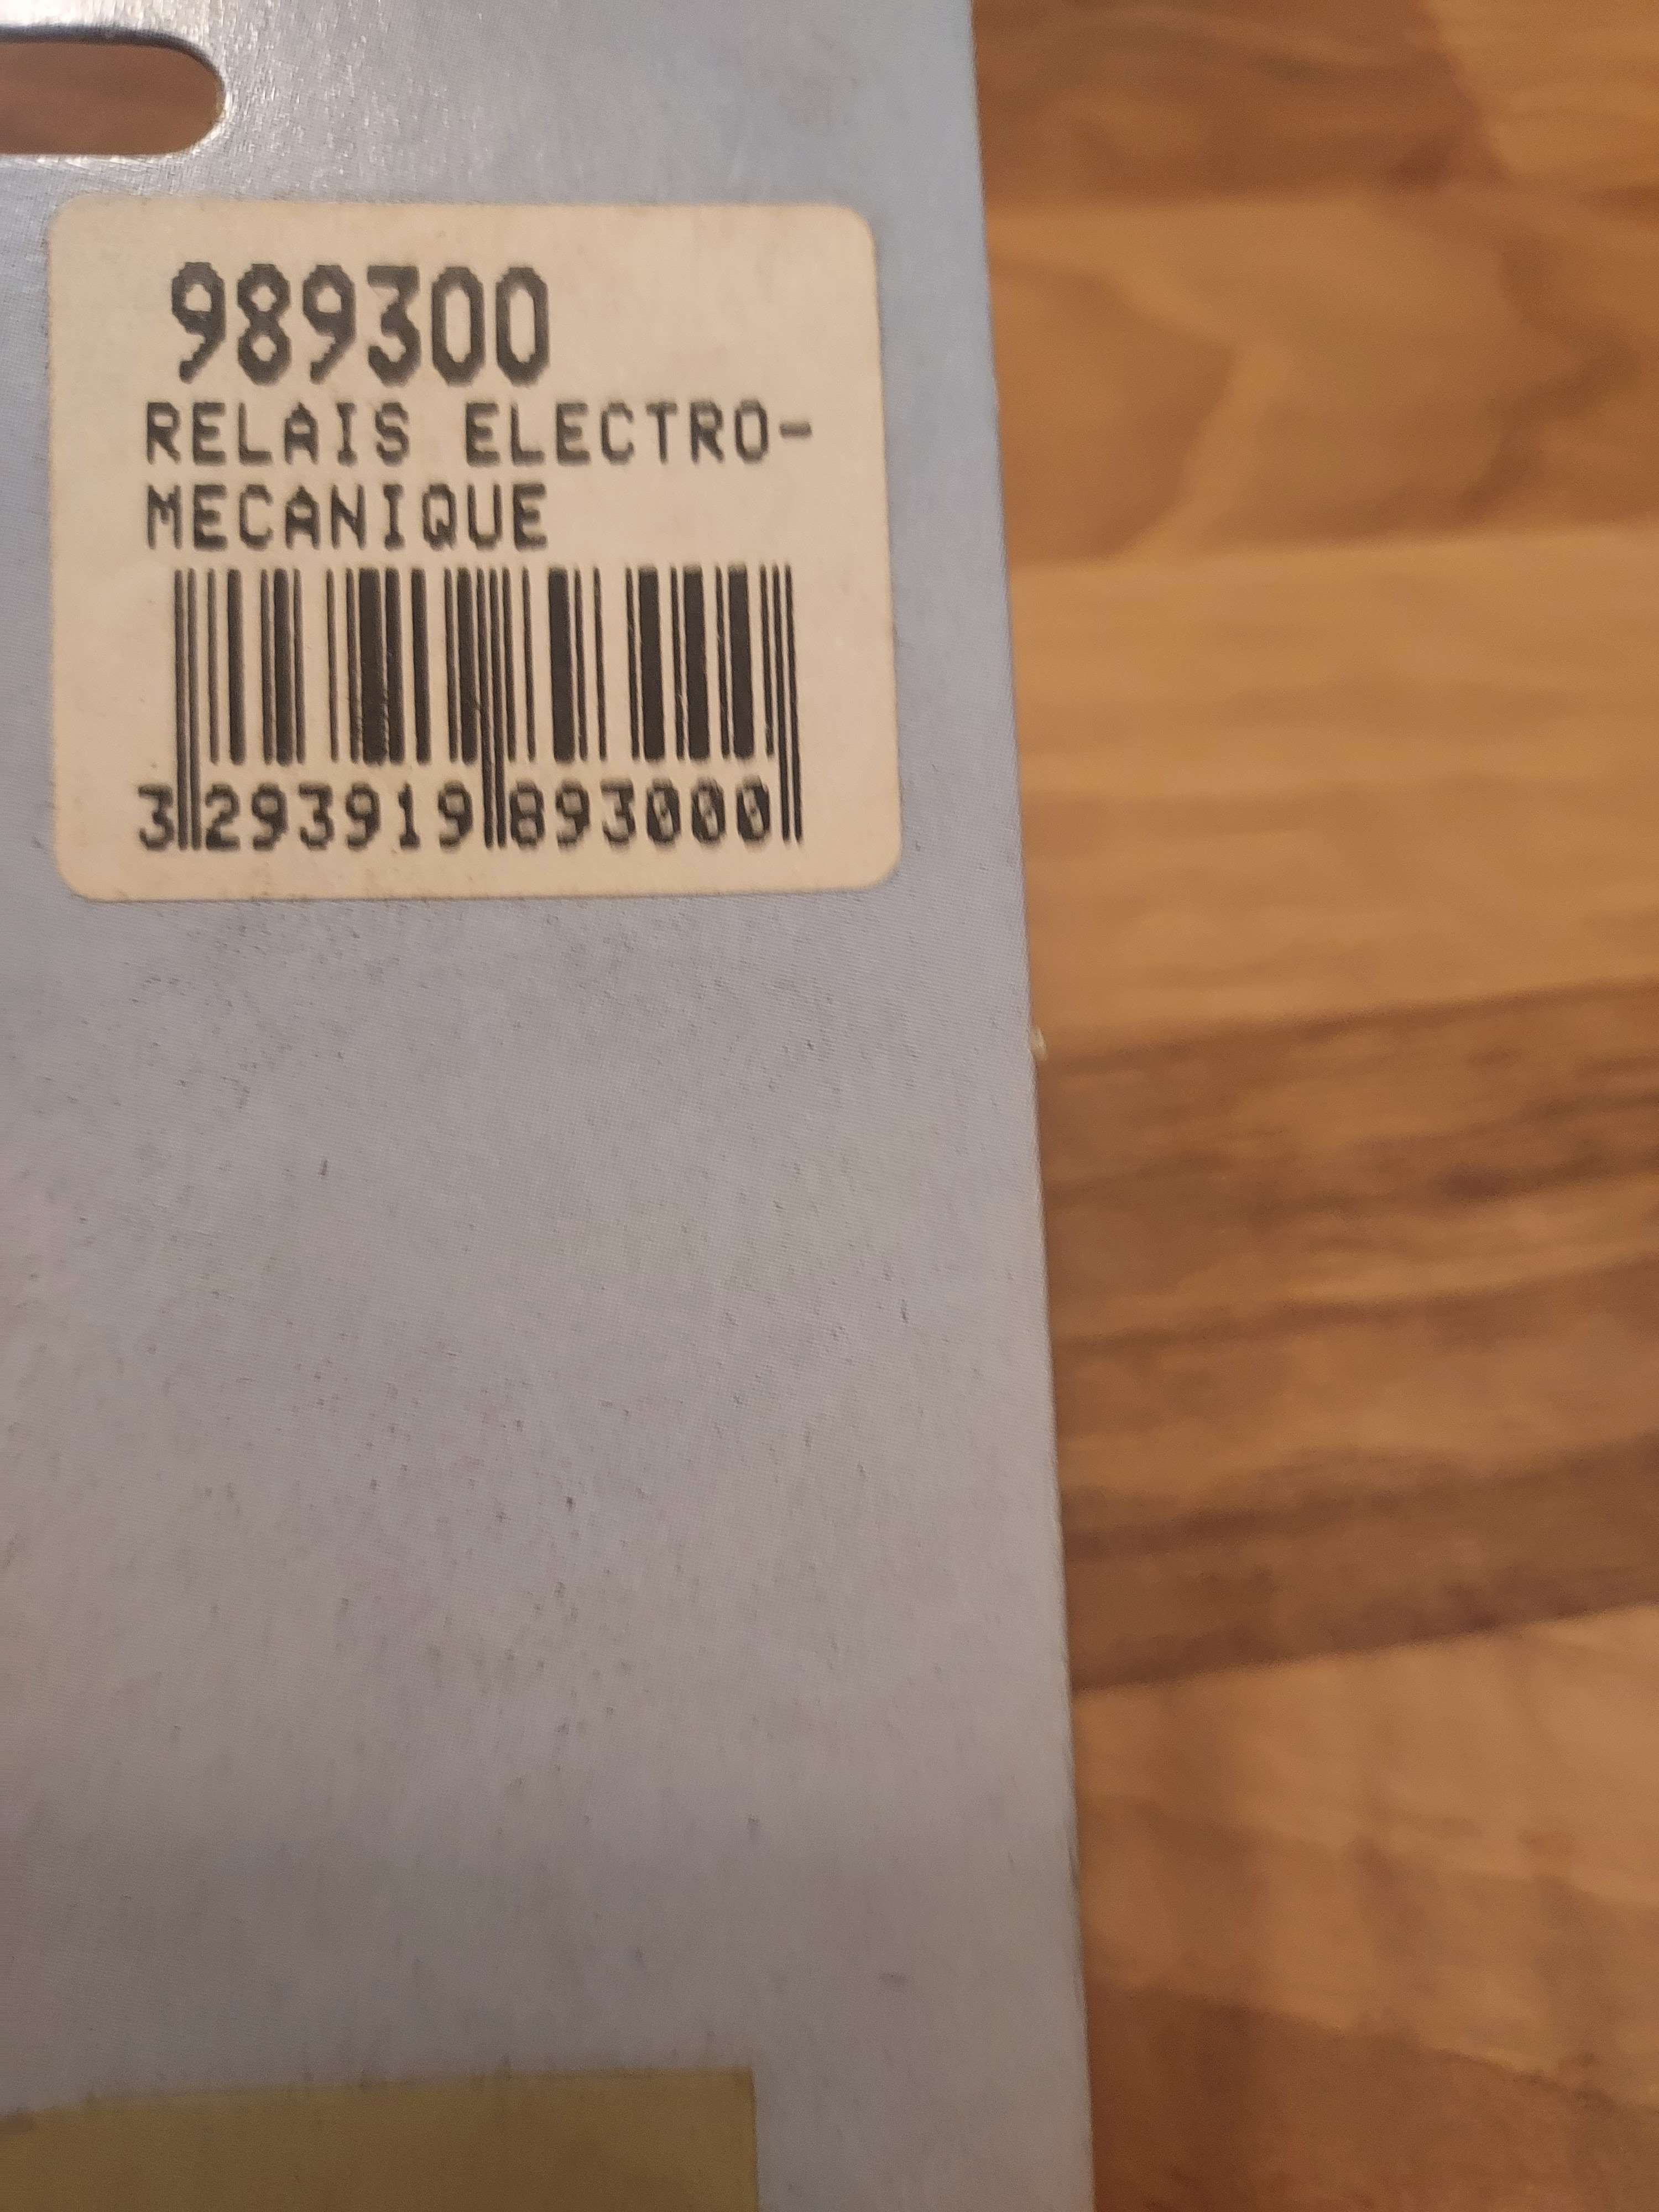 989300
RELAIS ELECTRO-
MECANIQUE
3 293919 893000